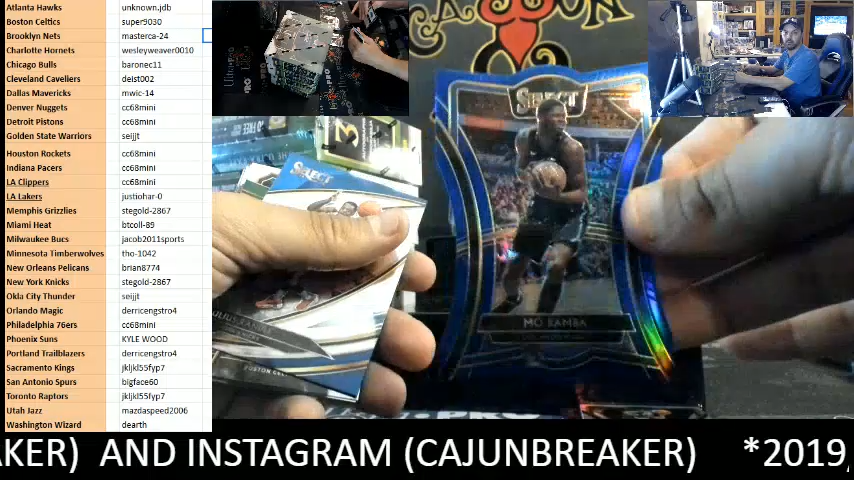 Atlanta Hawks unknown.jdb
Boston Celtics super9030
Brooklyn Nets masterca-24
Charlotte Hornets wesleyweaver0010
Chicago Bulls baronec11
Cleveland Cavaliers deist002
Dallas Mavericks mwic-14
Denver Nuggets cc68mini
Detroit Pistons cc68mini
Golden State Warriors seijjt
Houston Rockets cc68mini
Indiana Pacers cc68mini
LA Clippers cc68mini
LA Lakers justiohar-0
Memphis Grizzlies stegold-2867
Miami Heat btcoll-89
Milwaukee Bucs jacob2011sports
Minnesota Timberwolves tho-1042
New Orleans Pelicans brian8774
New York Knicks stegold-2867
Okla City Thunder seijjt
Orlando Magic derricengstro4
Philadelphia 76ers cc68mini
Phoenix Suns KYLE WOOD
Portland Trailblazers derricengstro4
Sacramento Kings jkljkl55fyp7
San Antonio Spurs bigface60
Toronto Raptors jkljkl55fyp7
Utah Jazz mazdaspeed2006
Washington Wizard dearth
SELECT
SELECT
MO BAMBA
AKER) AND INSTAGRAM (CAJUNBREAKER) *2019